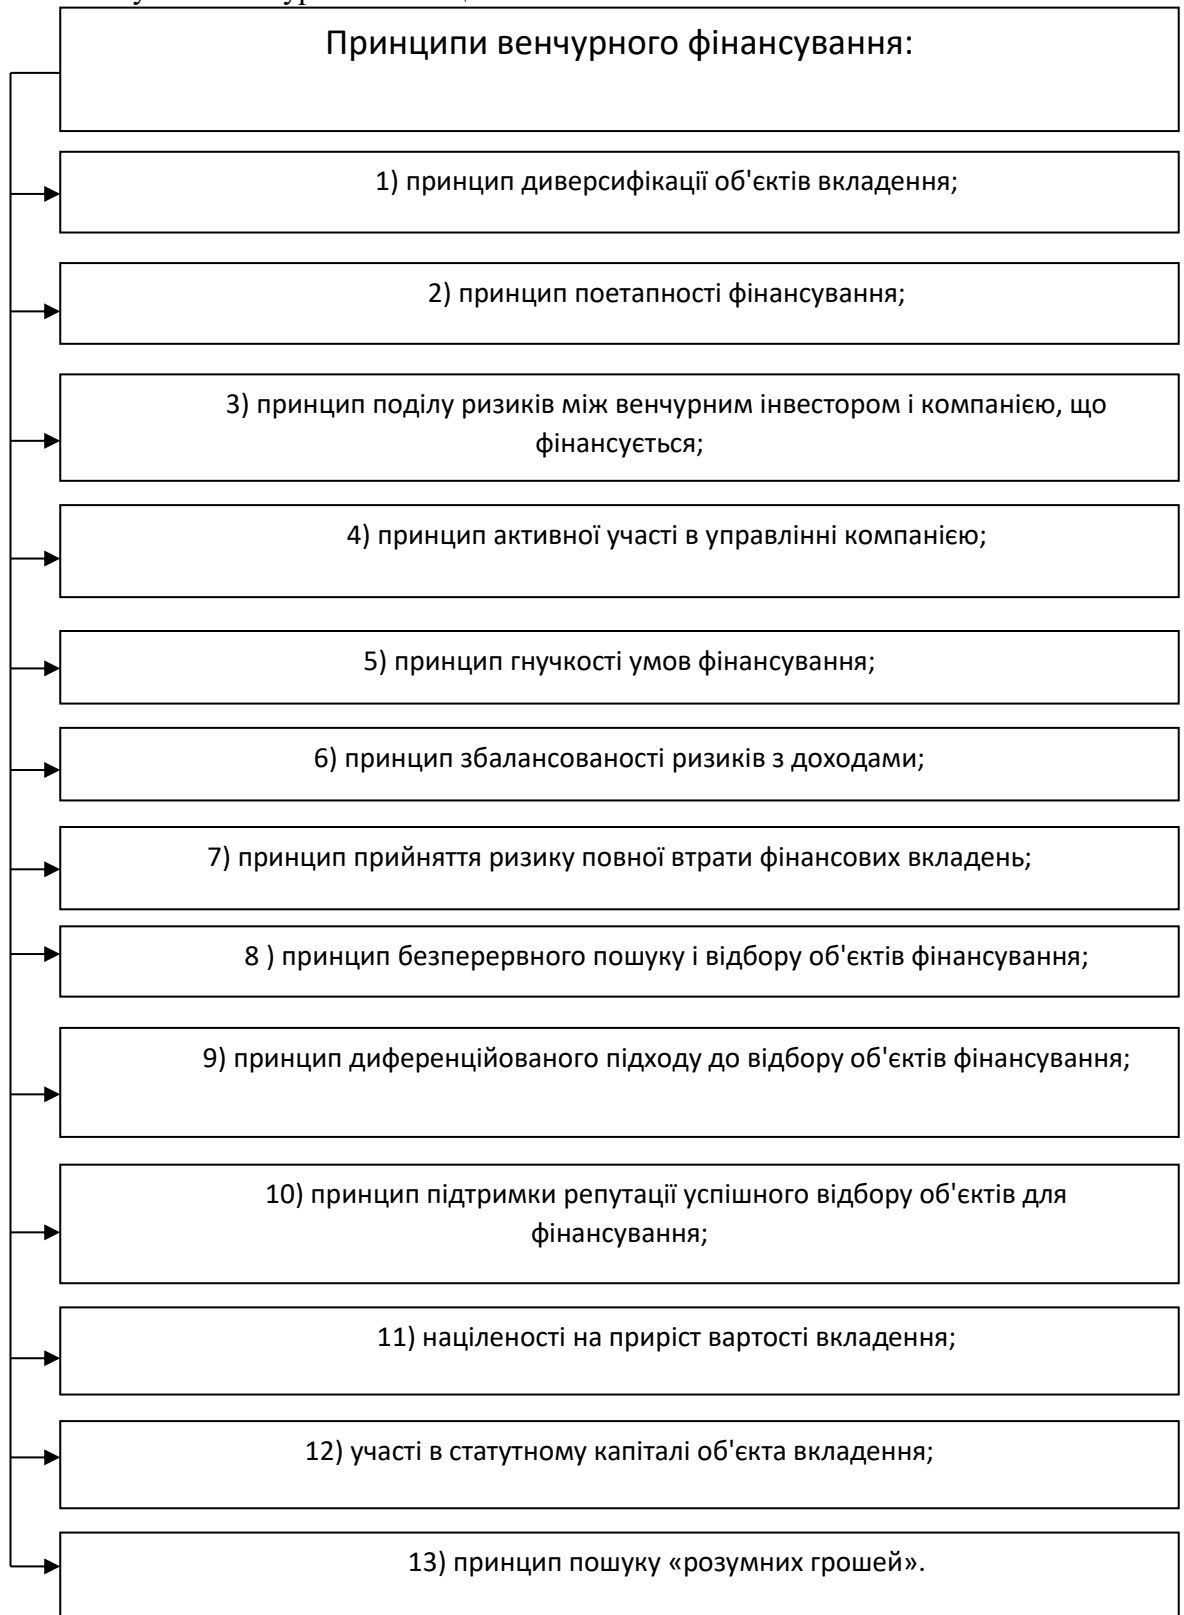 Принципи венчурного фінансування:
1) принцип диверсифікації об'єктів вкладення;
2) принцип поетапності фінансування;
3) принцип поділу ризиків між венчурним інвестором і компанією, що
фінансується;
4) принцип активної участі в управлінні компанією;
5) принцип гнучкості умов фінансування;
6) принцип збалансованості ризиків з доходами;
7) принцип прийняття ризику повної втрати фінансових вкладень;
8 ) принцип безперервного пошуку і відбору об'єктів фінансування;
9) принцип диференційованого підходу до відбору об'єктів фінансування;
10) принцип підтримки репутації успішного відбору об'єктів для
фінансування;
11) націленості на приріст вартості вкладення;
12) участі в статутному капіталі об'єкта вкладення;
13) принцип пошуку «розумних грошей».